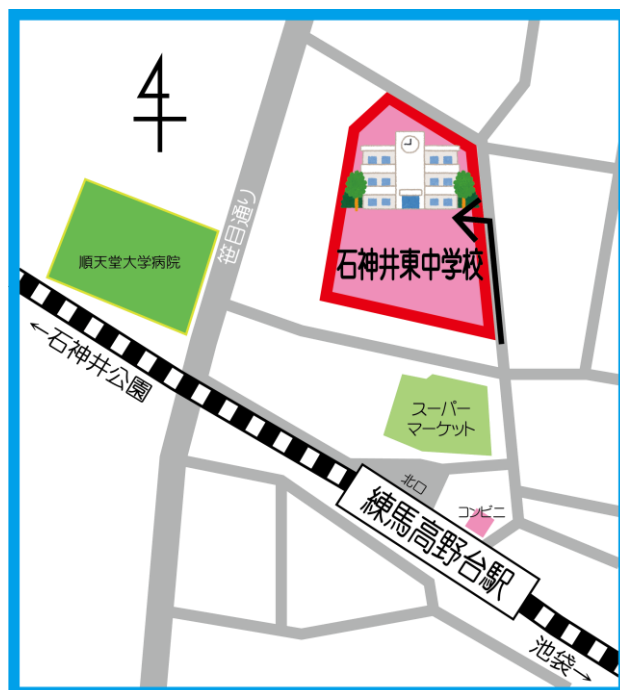 笹目通り
順天堂大学病院
石神井東中学校
←石神井公園
スーパー
マーケット
北口
コンビニ
練馬高野台駅
池袋→